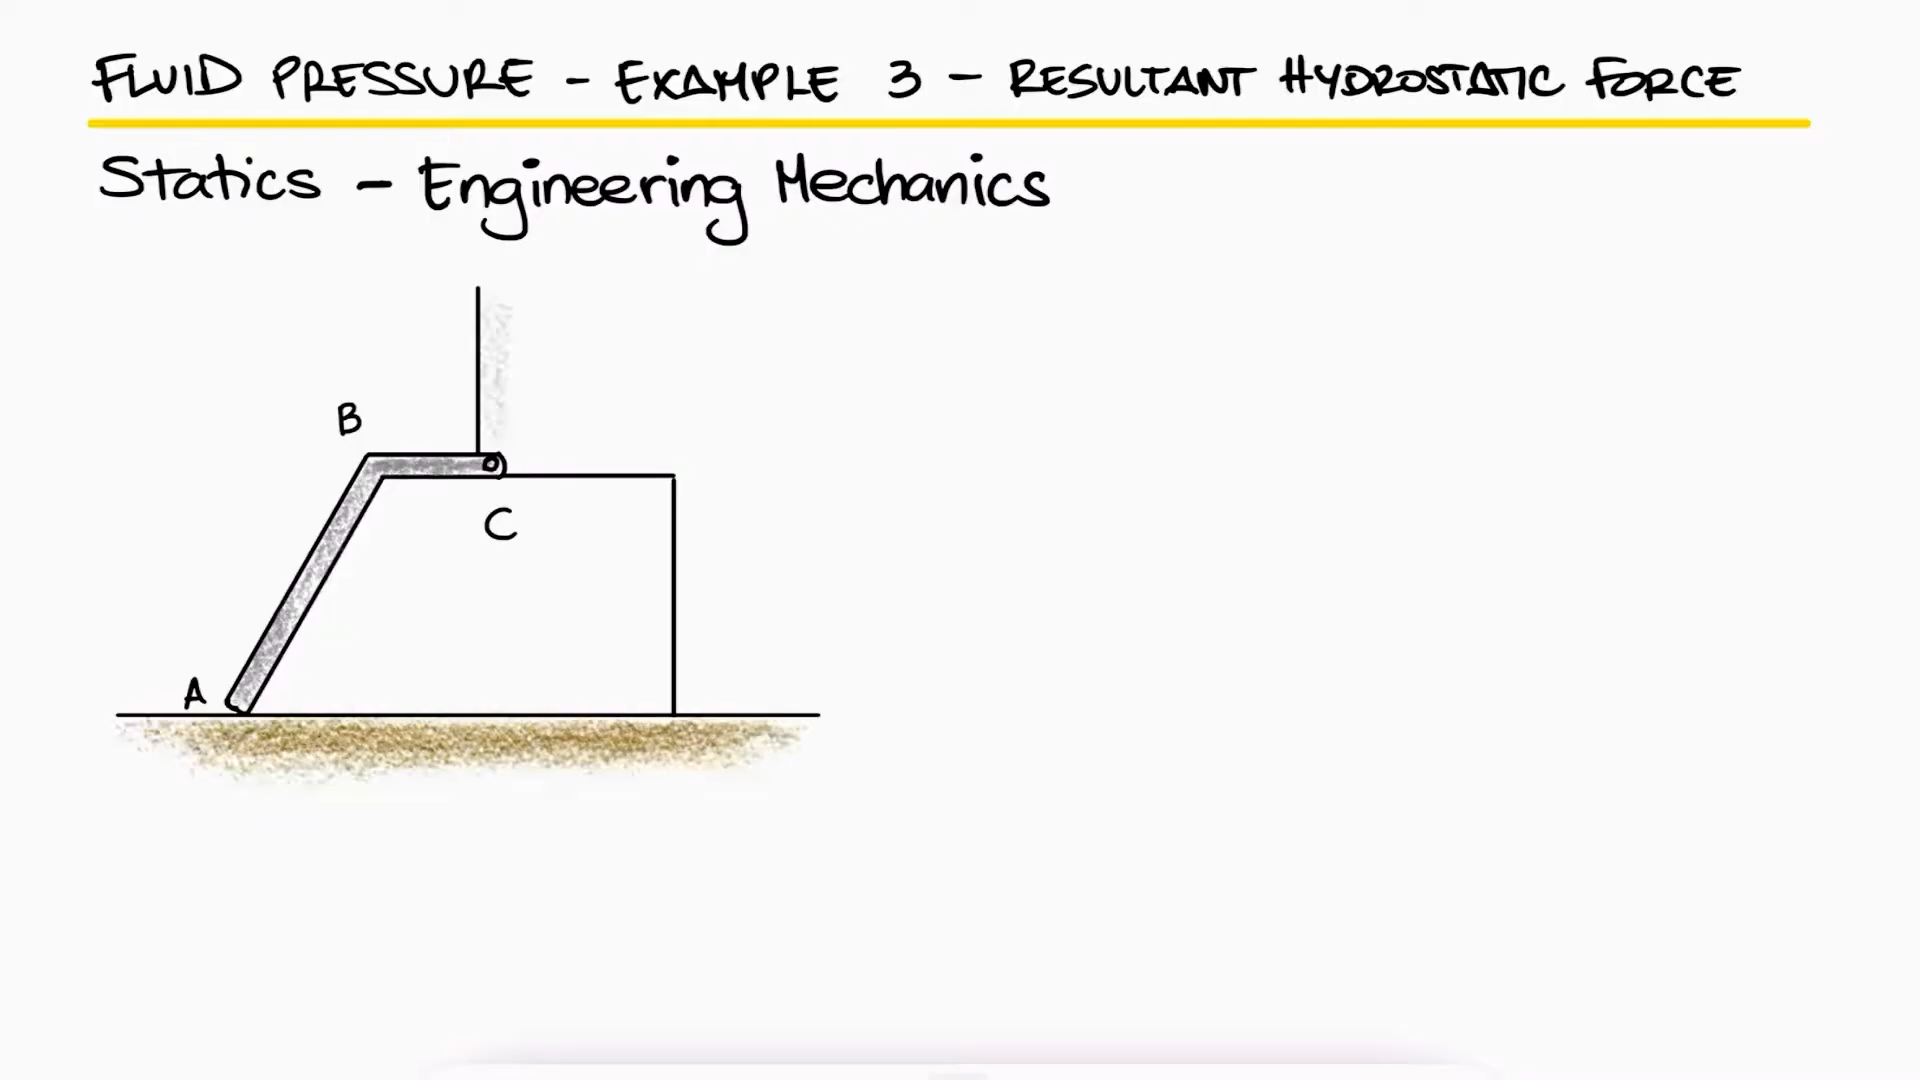 FLUID PRESSURE - EXAMPLE 3 - RESULTANT HYDROSTATIC FORCE
Statics - Engineering Mechanics
B
C
A